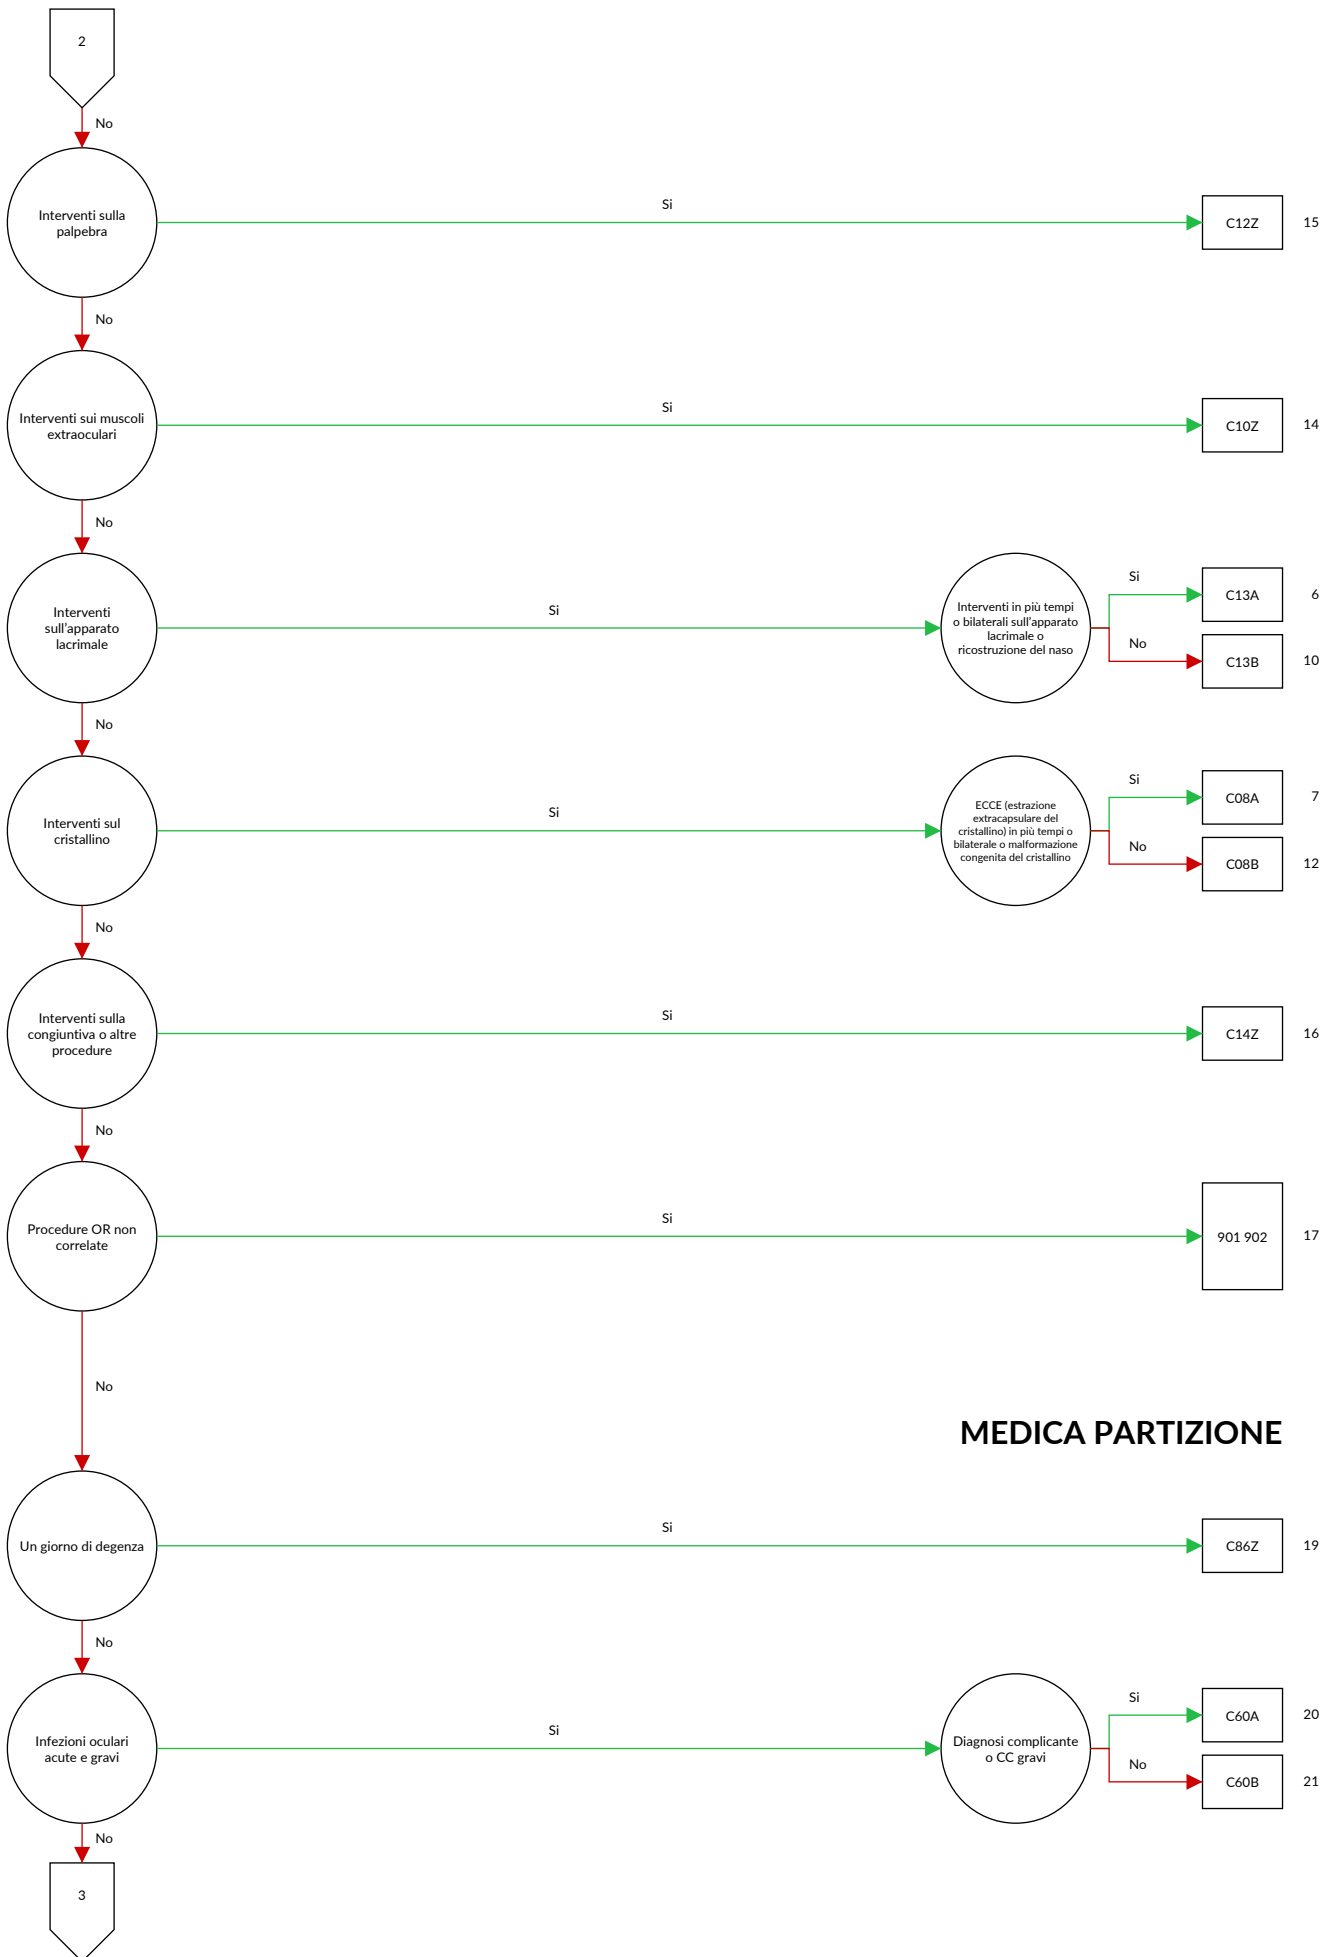 2
No
Interventi sulla
palpebra
Si
C12Z
15
No
Interventi sui muscoli
extraoculari
Si
C10Z
14
No
Interventi
sull'apparato
lacrimale
Si
Interventi in più tempi
o bilaterali sull'apparato
lacrimale o
ricostruzione del naso
Si
C13A
6
No
C13B
10
No
Interventi sul
cristallino
Si
ECCE (estrazione
extracapsulare del
cristallino) in più tempi o
bilaterale o malformazione
congenita del cristallino
Si
C08A
7
No
C08B
12
No
Interventi sulla
congiuntiva o altre
procedure
Si
C14Z
16
No
Procedure OR non
correlate
Si
901 902
17
No
MEDICA PARTIZIONE
Un giorno di degenza
Si
C86Z
19
No
Infezioni oculari
acute e gravi
Si
Diagnosi complicante
o CC gravi
Si
C60A
20
No
C60B
21
No
3